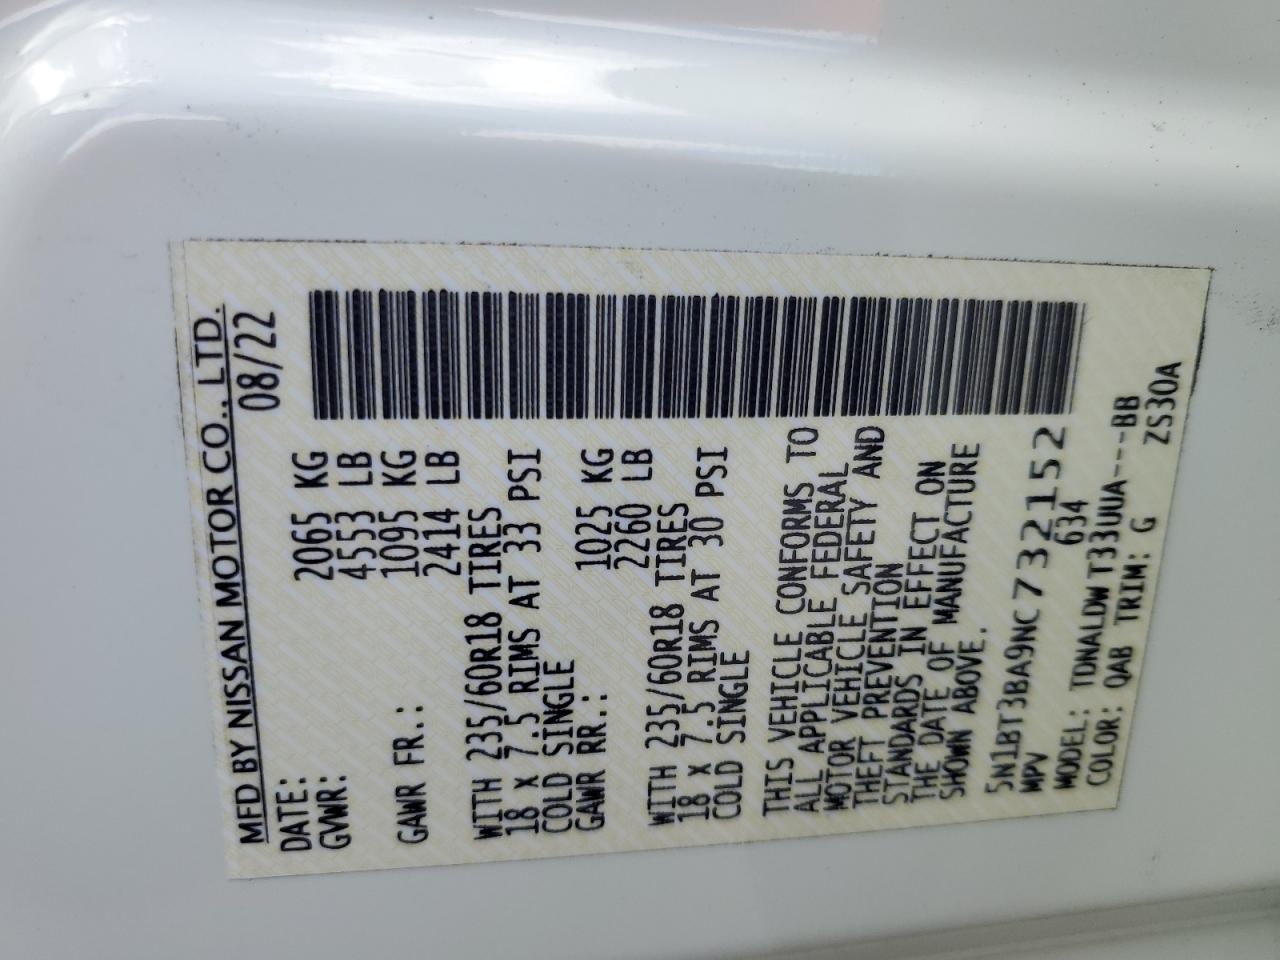 MFD BY NISSAN MOTOR CO., LTD.
DATE: 08/22
GVWR: 2065 KG
4553 LB
GAWR FR.: 1095 KG
2414 LB
WITH 235/60R18 TIRES
18 X 7.5 RIMS AT 33 PSI
COLD SINGLE
GAWR RR.: 1025 KG
2260 LB
WITH 235/60R18 TIRES
18 X 7.5 RIMS AT 30 PSI
COLD SINGLE
THIS VEHICLE CONFORMS TO
ALL APPLICABLE FEDERAL
MOTOR VEHICLE SAFETY AND
THEFT PREVENTION
STANDARDS IN EFFECT ON
THE DATE OF MANUFACTURE
SHOWN ABOVE.
5N1BT3BA9NC732152
MPV 634
MODEL: TDNALDWT33UUA---BB
COLOR: QAB TRIM: G ZS30A